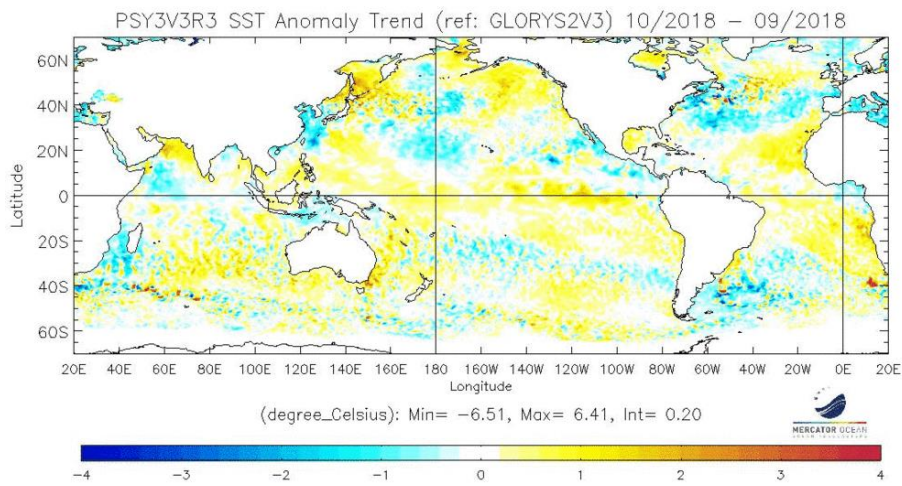 PSY3V3R3 SST Anomaly Trend (ref: GLORYS2V3) 10/2018 – 09/2018
60N
40N
20N
0
20S
40S
60S
Latitude
20E 40E 60E 80E 100E 120E 140E 160E 180 160W 140W 120W 100W 80W 60W 40W 20W 0E 20E
Longitude
(degree_Celsius): Min= −6.51, Max= 6.41, Int= 0.20
MERCATOR OCEAN
−4 −3 −2 −1 0 1 2 3 4